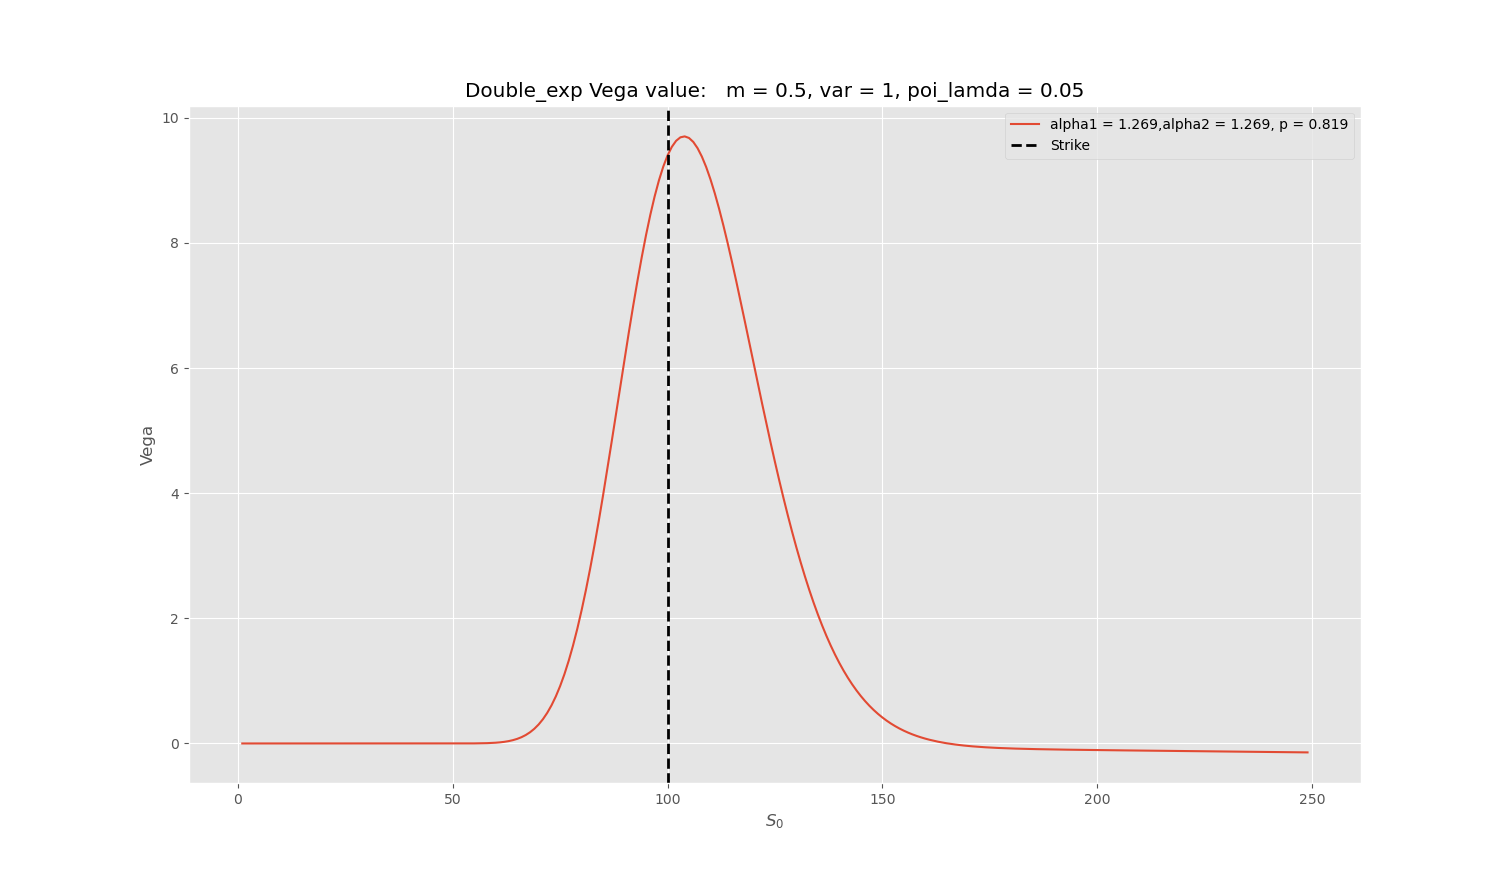 Double_exp Vega value:   m = 0.5, var = 1, poi_lamda = 0.05
alpha1 = 1.269,alpha2 = 1.269, p = 0.819
Strike
10
8
6
4
2
0
Vega
0 50 100 150 200 250
S_0